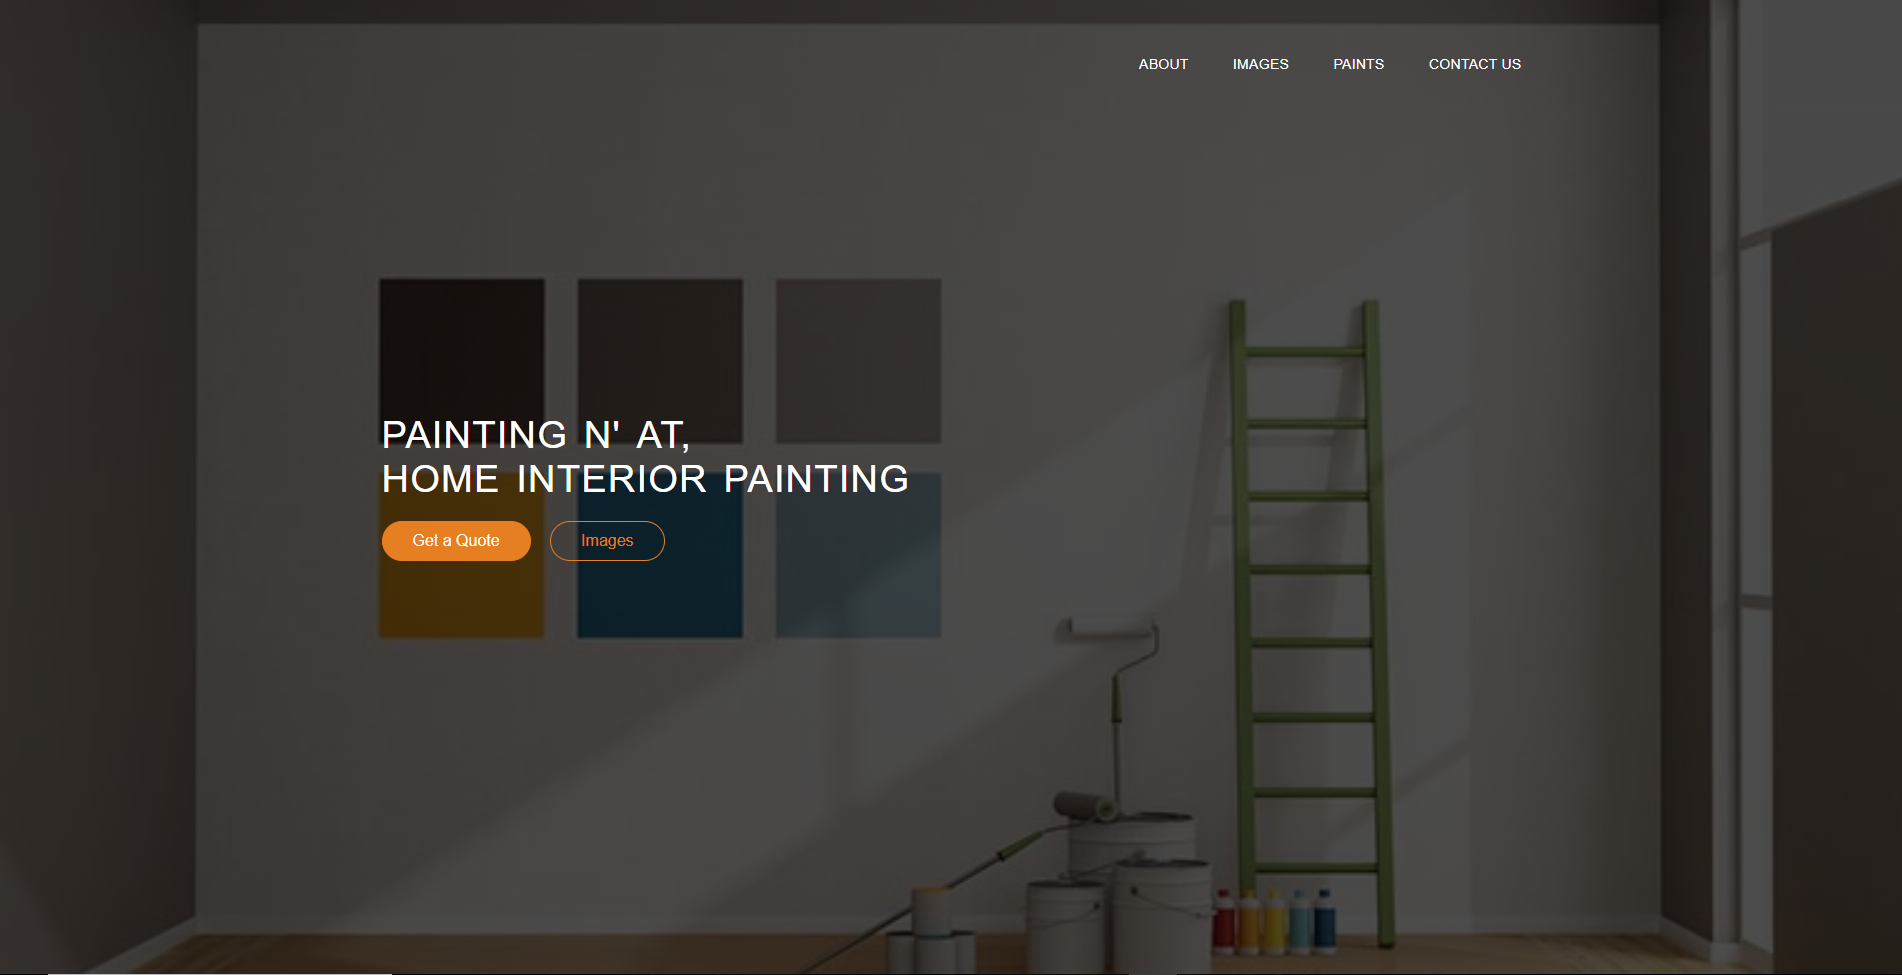 ABOUT IMAGES PAINTS CONTACT US
PAINTING N' AT,
HOME INTERIOR PAINTING
Get a Quote Images